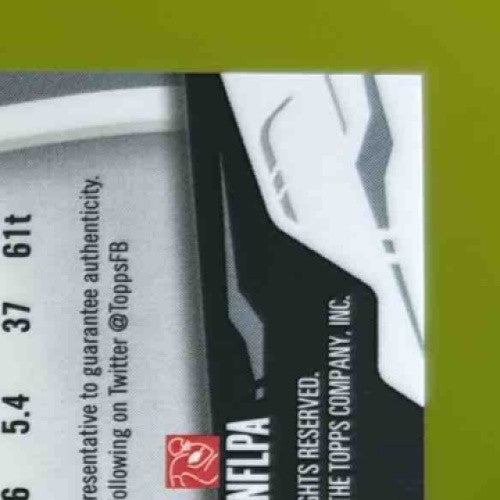 6 5.4 37 61t
resentative to guarantee authenticity.
ollowing on Twitter @ToppsFB
NFLPA
GHTS RESERVED.
THE TOPPS COMPANY, INC.